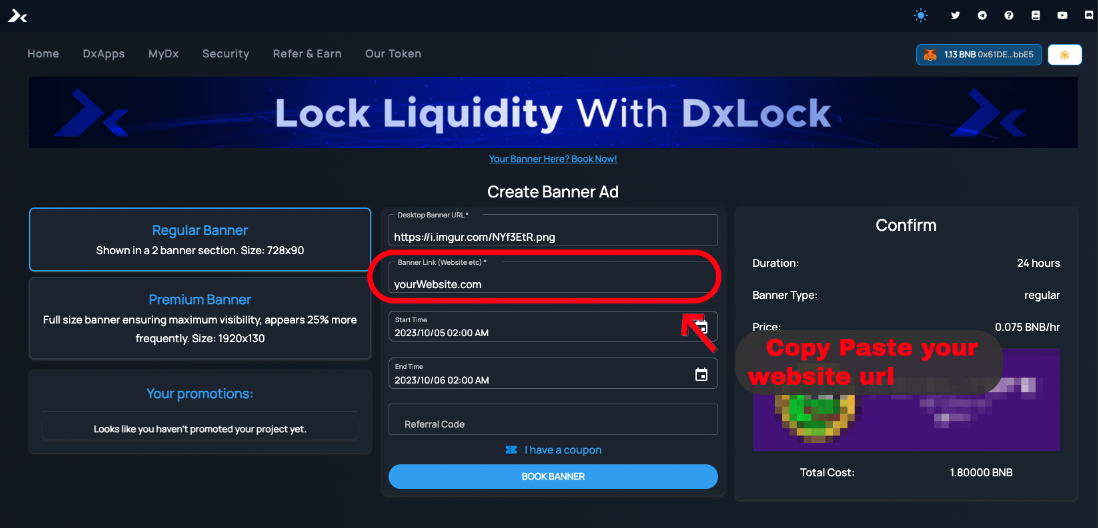 Home DxApps MyDx Security Refer & Earn Our Token
1.13 BNB 0x61DE...bbE5
Lock Liquidity With DxLock
Your Banner Here? Book Now!
Create Banner Ad
Regular Banner
Shown in a 2 banner section. Size: 728x90
Premium Banner
Full size banner ensuring maximum visibility, appears 25% more
frequently. Size: 1920x130
Your promotions:
Looks like you haven't promoted your project yet.
Desktop Banner URL *
https://i.imgur.com/NYf3EtR.png
Banner Link (Website etc) *
yourWebsite.com
Start Time
2023/10/05 02:00 AM
End Time
2023/10/06 02:00 AM
Referral Code
I have a coupon
BOOK BANNER
Confirm
Duration: 24 hours
Banner Type: regular
Price: 0.075 BNB/hr
Copy Paste your
website url
Total Cost: 1.80000 BNB